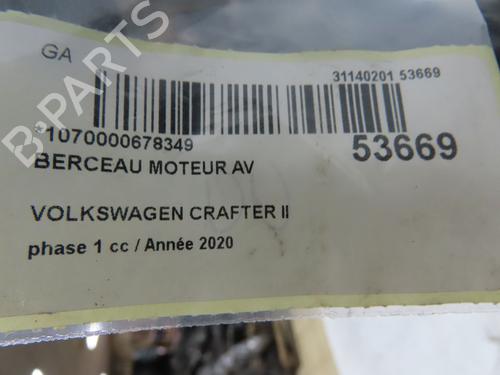 GA
31140201 53669
*1070000678349
53669
BERCEAU MOTEUR AV
VOLKSWAGEN CRAFTER II
phase 1 cc / Année 2020
B-PARTS